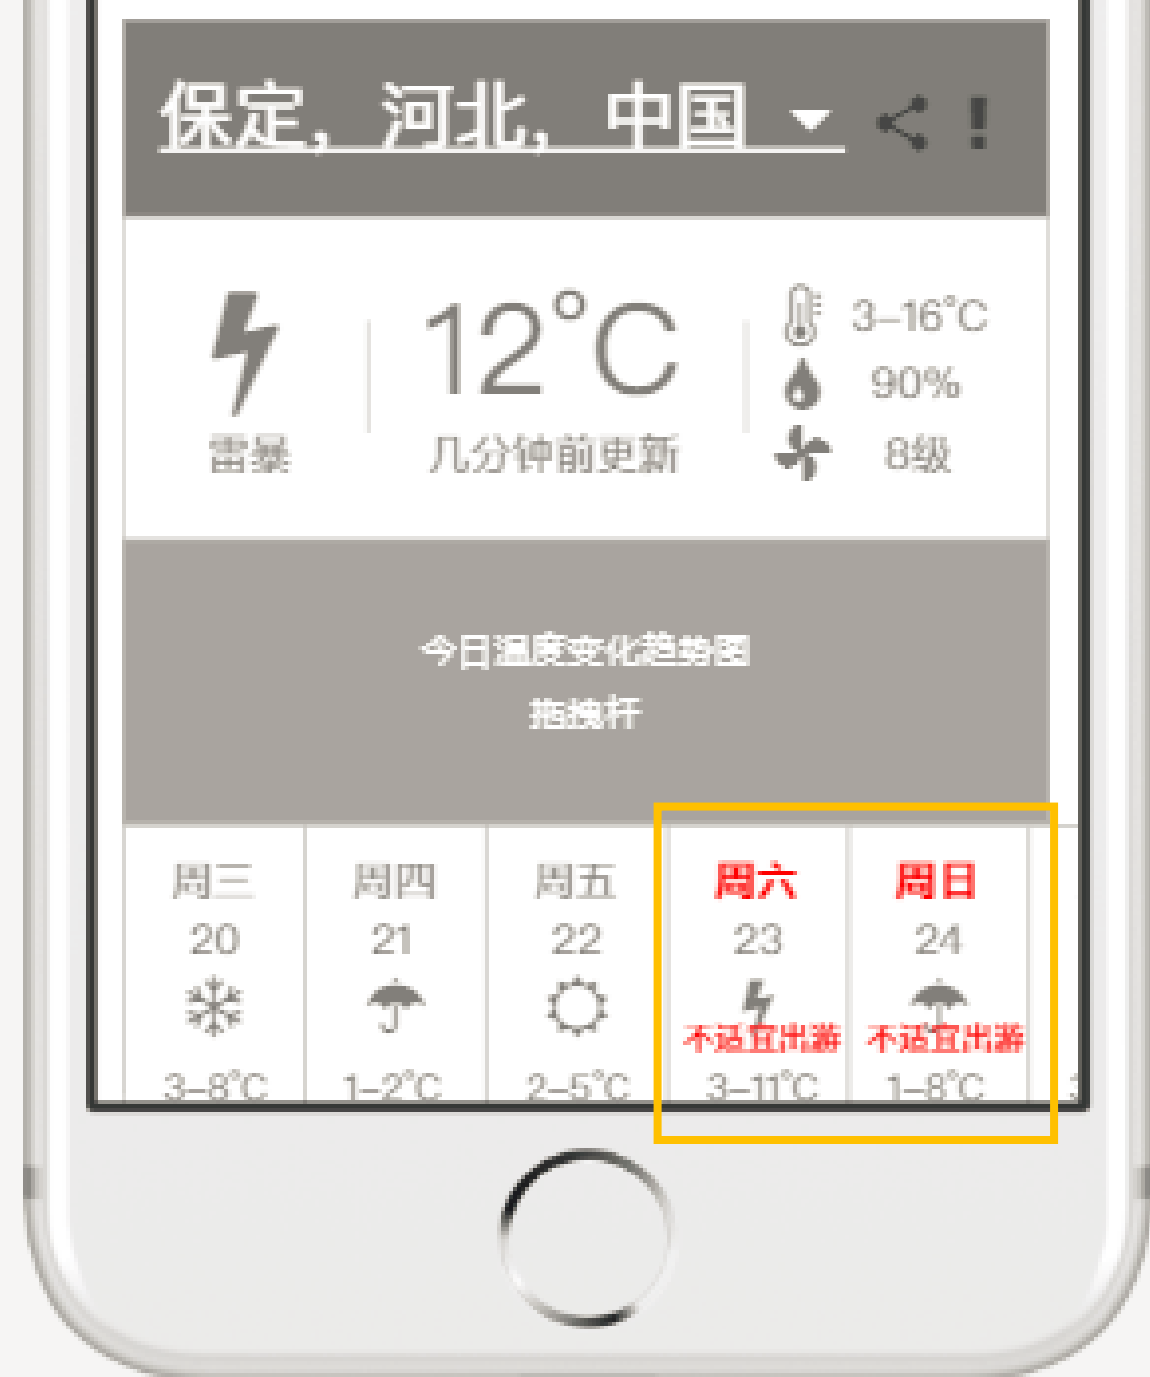 保定，河北，中国
雷暴
12°C
几分钟前更新
3-16°C
90%
8级
今日温度变化趋势图
拖拽杆
周三 周四 周五 周六 周日
20 21 22 23 24
不适宜出游 不适宜出游
3-8°C 1-2°C 2-5°C 3-11°C 1-8°C